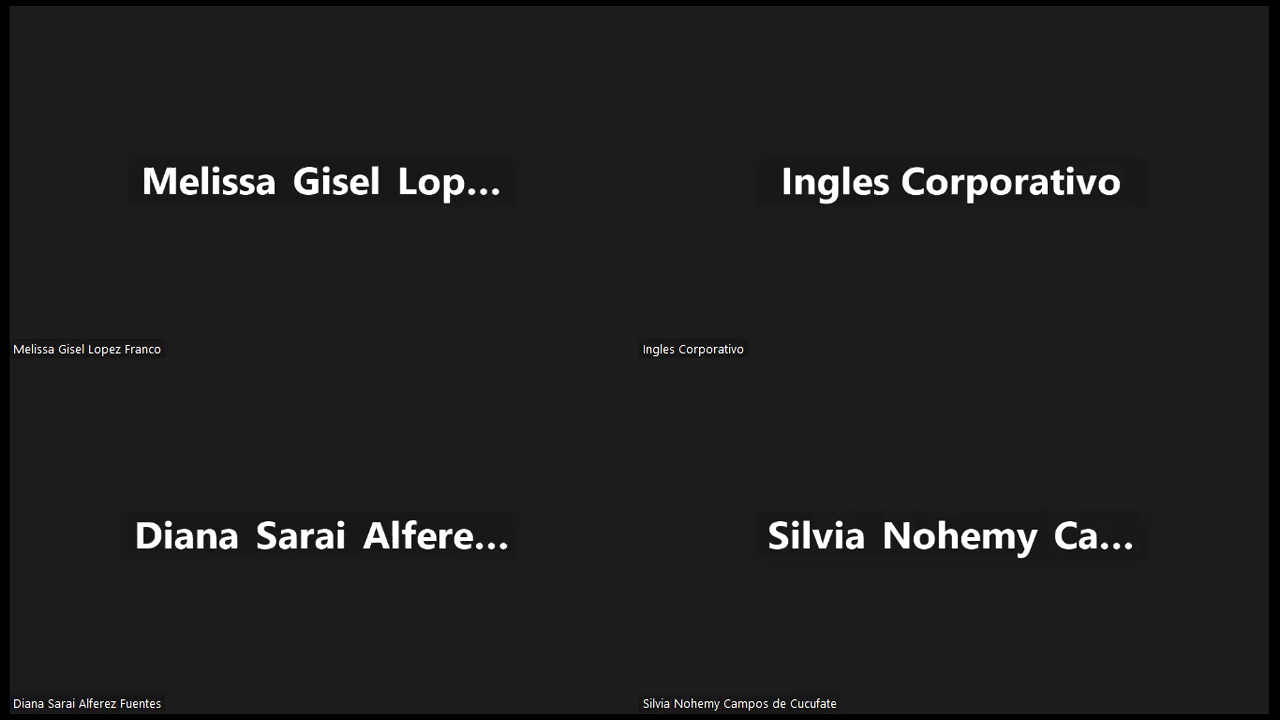 Melissa Gisel Lop...
Ingles Corporativo
Melissa Gisel Lopez Franco
Ingles Corporativo
Diana Sarai Alfere...
Silvia Nohemy Ca...
Diana Sarai Alferez Fuentes
Silvia Nohemy Campos de Cucufate